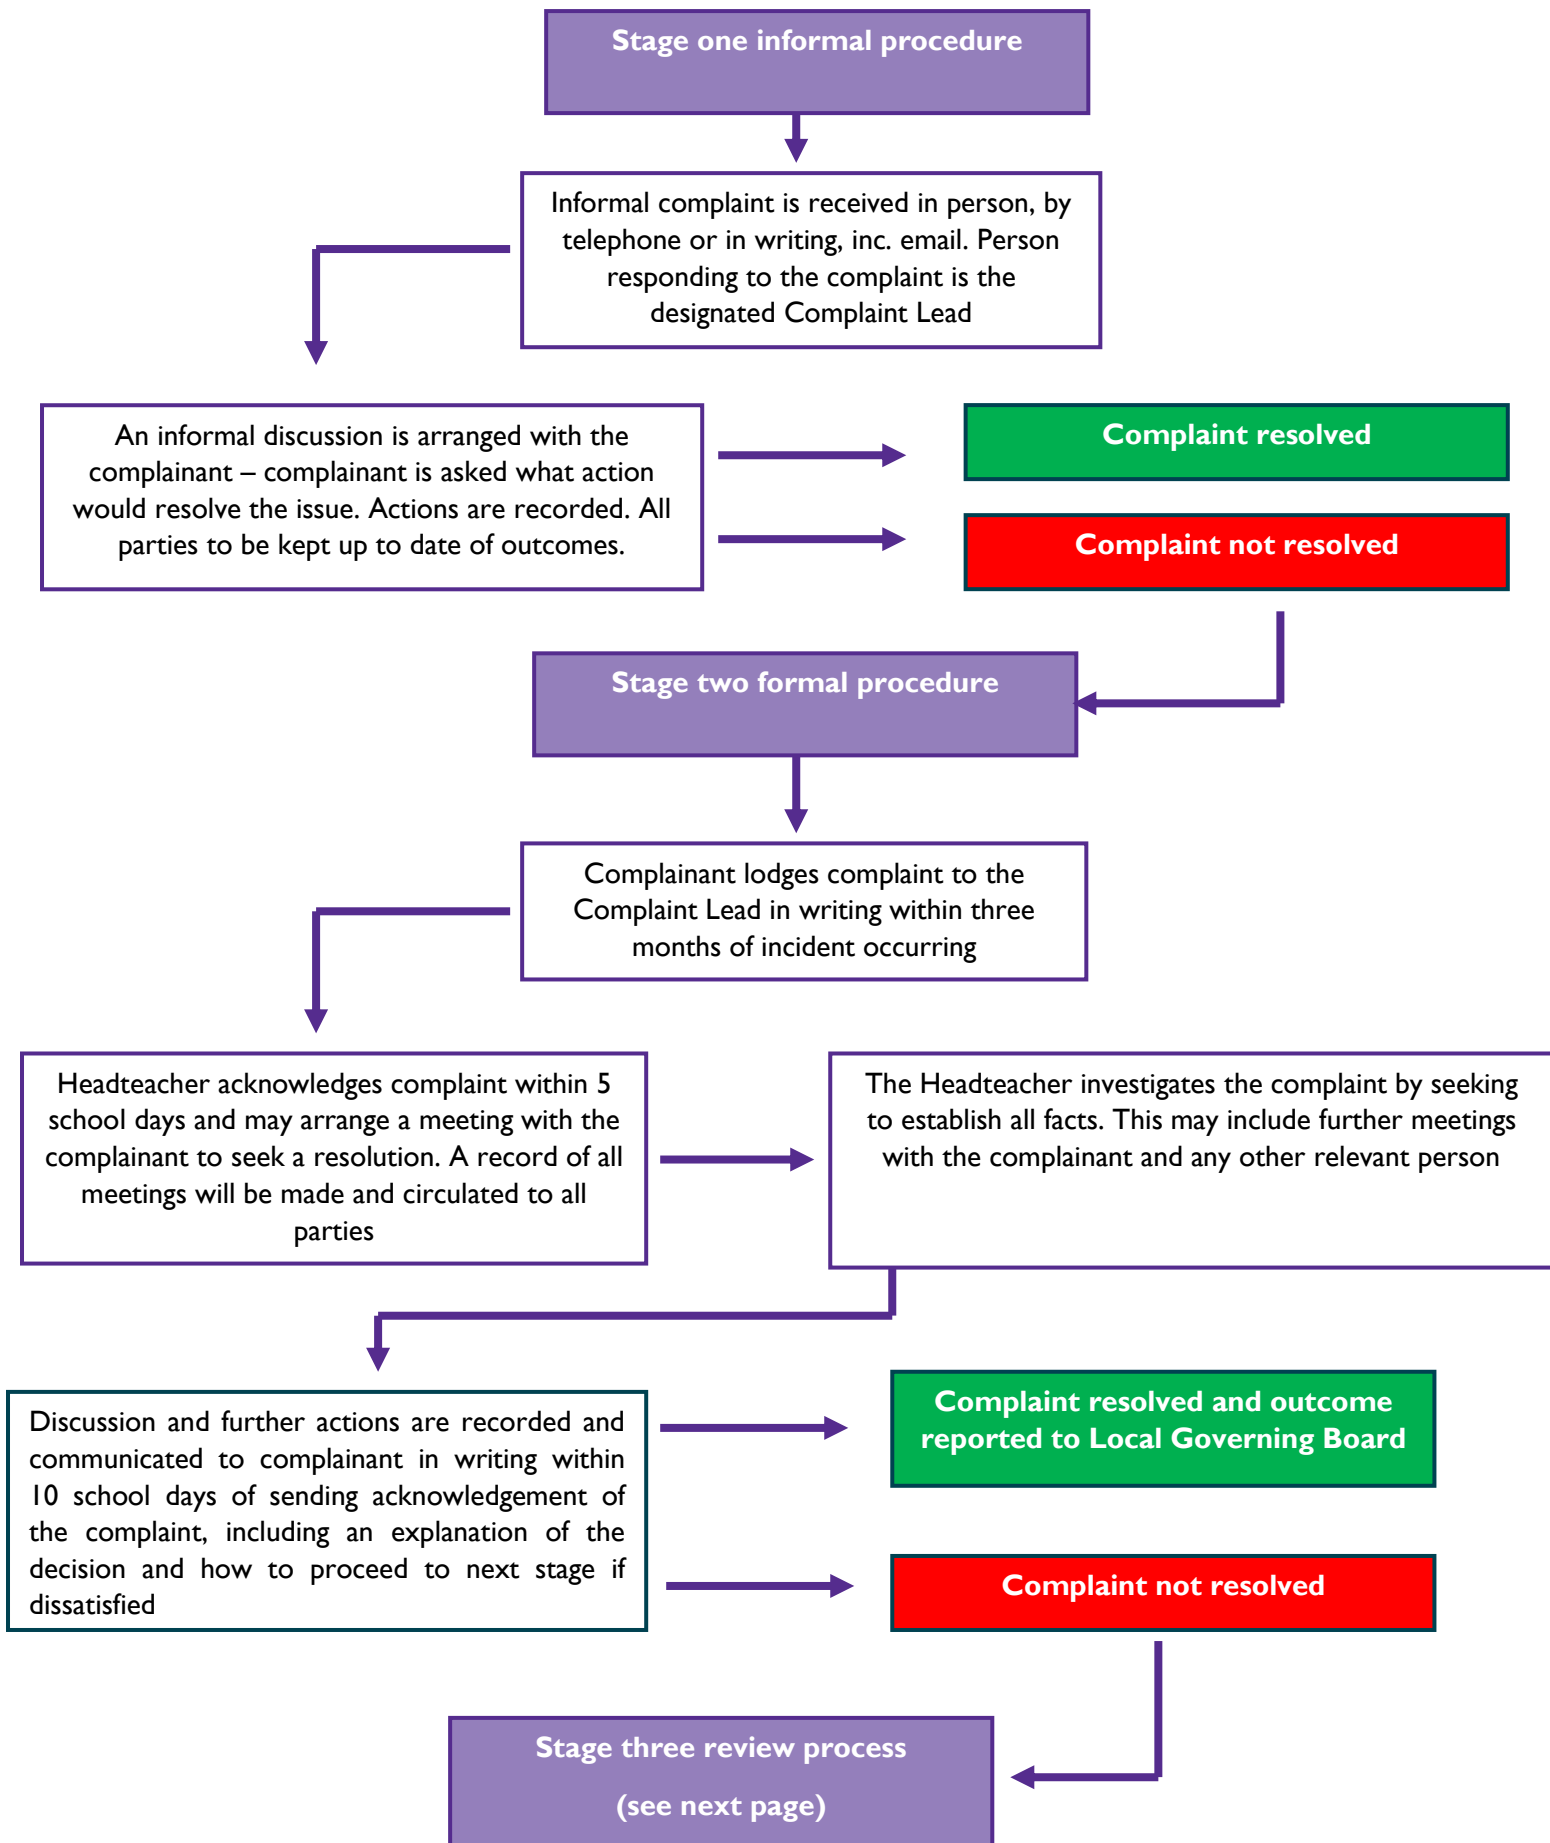 Stage one informal procedure
Informal complaint is received in person, by
telephone or in writing, inc. email. Person
responding to the complaint is the
designated Complaint Lead
An informal discussion is arranged with the
complainant – complainant is asked what action
would resolve the issue. Actions are recorded. All
parties to be kept up to date of outcomes.
Complaint resolved
Complaint not resolved
Stage two formal procedure
Complainant lodges complaint to the
Complaint Lead in writing within three
months of incident occurring
Headteacher acknowledges complaint within 5
school days and may arrange a meeting with the
complainant to seek a resolution. A record of all
meetings will be made and circulated to all
parties
The Headteacher investigates the complaint by seeking
to establish all facts. This may include further meetings
with the complainant and any other relevant person
Discussion and further actions are recorded and
communicated to complainant in writing within
10 school days of sending acknowledgement of
the complaint, including an explanation of the
decision and how to proceed to next stage if
dissatisfied
Complaint resolved and outcome
reported to Local Governing Board
Complaint not resolved
Stage three review process
(see next page)